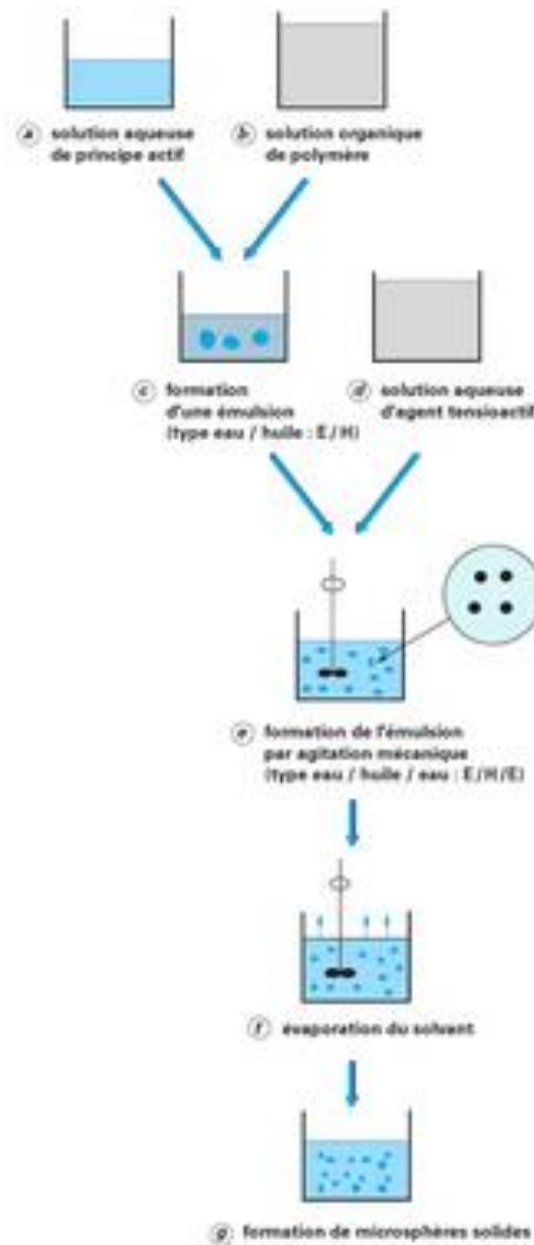 a solution aqueuse
de principe actif
b solution organique
de polymère
c formation
d'une émulsion
(type eau / huile : E/H)
d solution aqueuse
d'agent tensioactif
e formation de l'émulsion
par agitation mécanique
(type eau / huile / eau : E/H/E)
f évaporation du solvant
g formation de microsphères solides